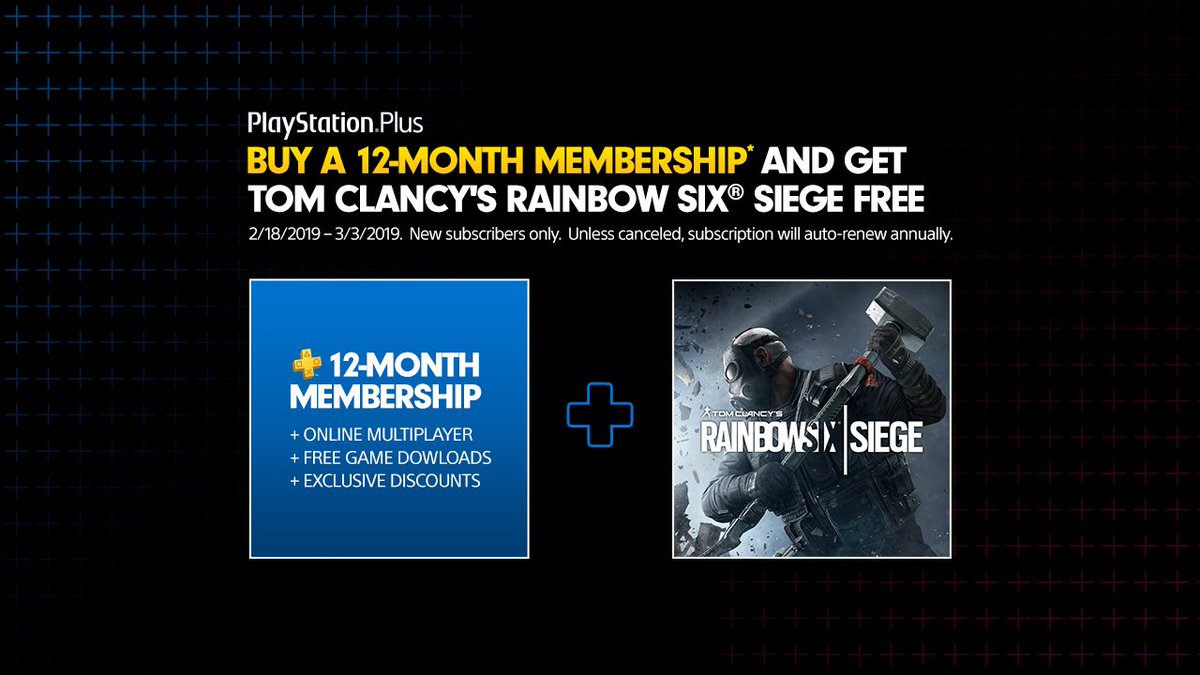 PlayStation®Plus
BUY A 12-MONTH MEMBERSHIP* AND GET
TOM CLANCY'S RAINBOW SIX® SIEGE FREE
2/18/2019 – 3/3/2019. New subscribers only. Unless canceled, subscription will auto-renew annually.
12-MONTH
MEMBERSHIP
+ ONLINE MULTIPLAYER
+ FREE GAME DOWLOADS
+ EXCLUSIVE DISCOUNTS
TOM CLANCY'S
RAINBOWSIX SIEGE